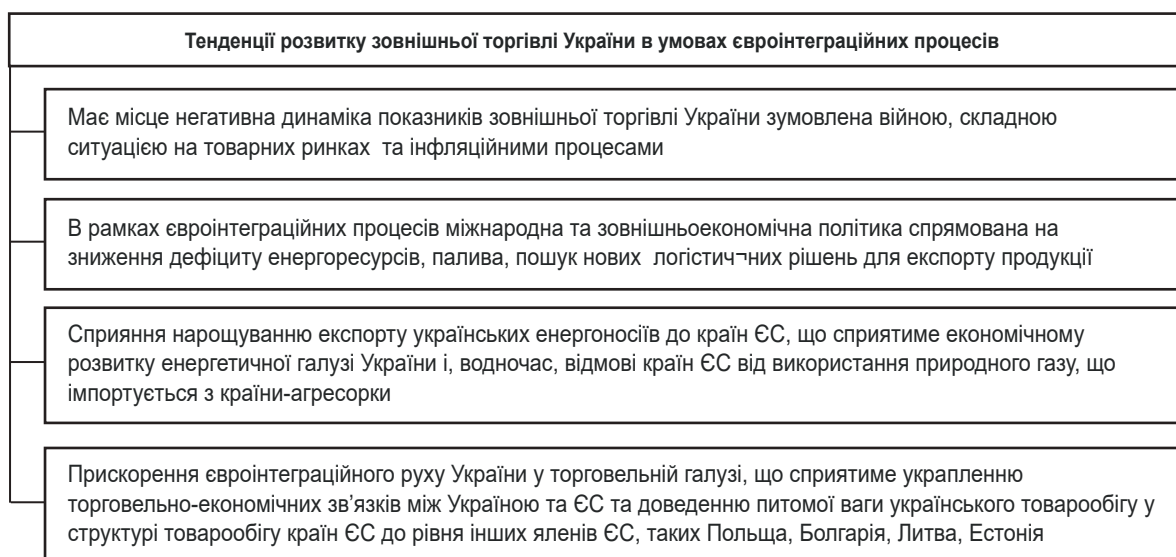 Тенденції розвитку зовнішньої торгівлі України в умовах євроінтеграційних процесів
Має місце негативна динаміка показників зовнішньої торгівлі України зумовлена війною, складною
ситуацією на товарних ринках та інфляційними процесами
В рамках євроінтеграційних процесів міжнародна та зовнішньоекономічна політика спрямована на
зниження дефіциту енергоресурсів, палива, пошук нових логістич¬них рішень для експорту продукції
Сприяння нарощуванню експорту українських енергоносіїв до країн ЄС, що сприятиме економічному
розвитку енергетичної галузі України і, водночас, відмові країн ЄС від використання природного газу, що
імпортується з країни-агресорки
Прискорення євроінтеграційного руху України у торговельній галузі, що сприятиме украпленню
торговельно-економічних зв’язків між Україною та ЄС та доведенню питомої ваги українського товарообігу у
структурі товарообігу країн ЄС до рівня інших яленів ЄС, таких Польща, Болгарія, Литва, Естонія